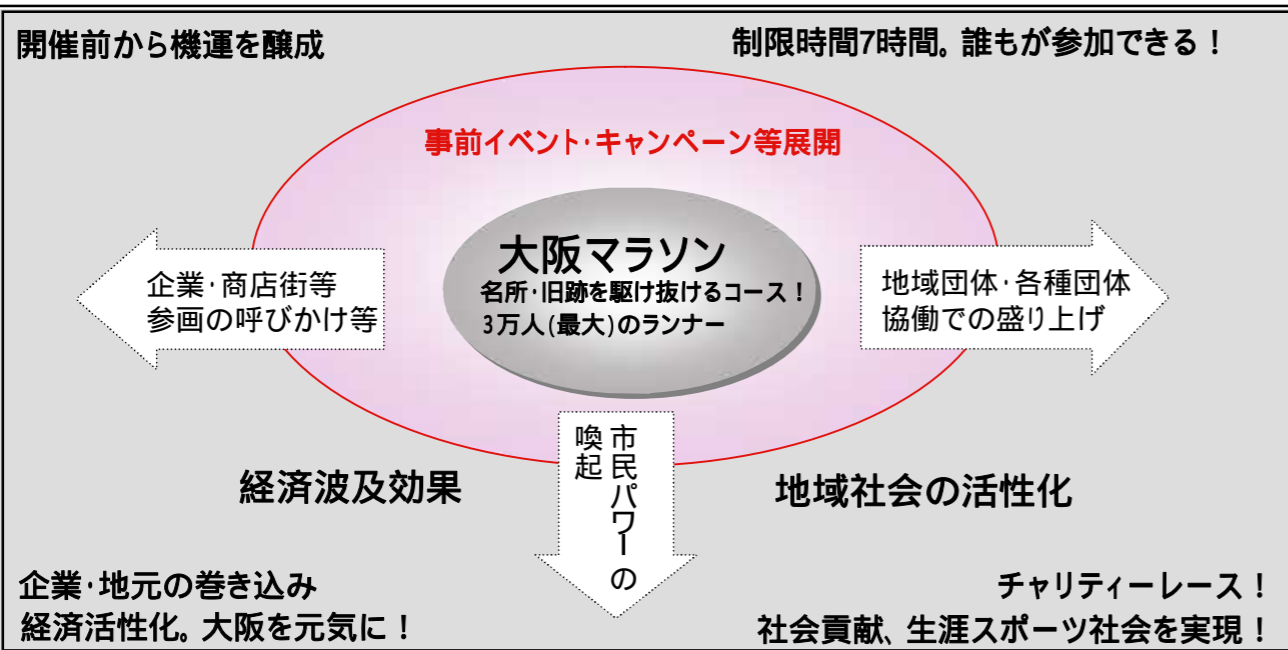 開催前から機運を醸成
制限時間7時間。誰もが参加できる！
事前イベント・キャンペーン等展開
大阪マラソン
名所・旧跡を駆け抜けるコース！
3万人(最大)のランナー
企業・商店街等
参画の呼びかけ等
地域団体・各種団体
協働での盛り上げ
市民パワーの
喚起
経済波及効果
地域社会の活性化
企業・地元の巻き込み
経済活性化。大阪を元気に！
チャリティーレース！
社会貢献、生涯スポーツ社会を実現！